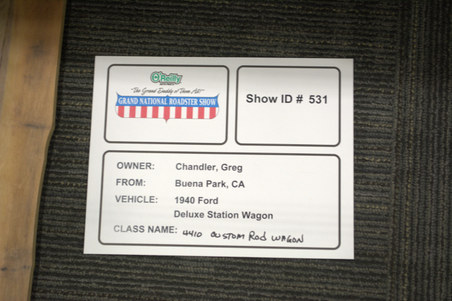 O'Reilly
"The Grand Daddy of Them All"
GRAND NATIONAL ROADSTER SHOW
Show ID # 531
OWNER: Chandler, Greg
FROM: Buena Park, CA
VEHICLE: 1940 Ford
Deluxe Station Wagon
CLASS NAME: 4410 CUSTOM Rod WAGON